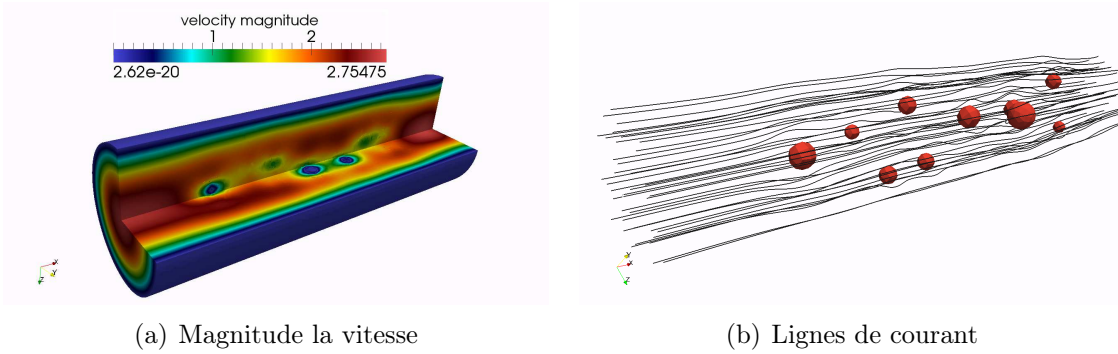 velocity magnitude
1 2
2.62e-20 2.75475
X
Y
Z
Y
X
Z
(a) Magnitude la vitesse
(b) Lignes de courant